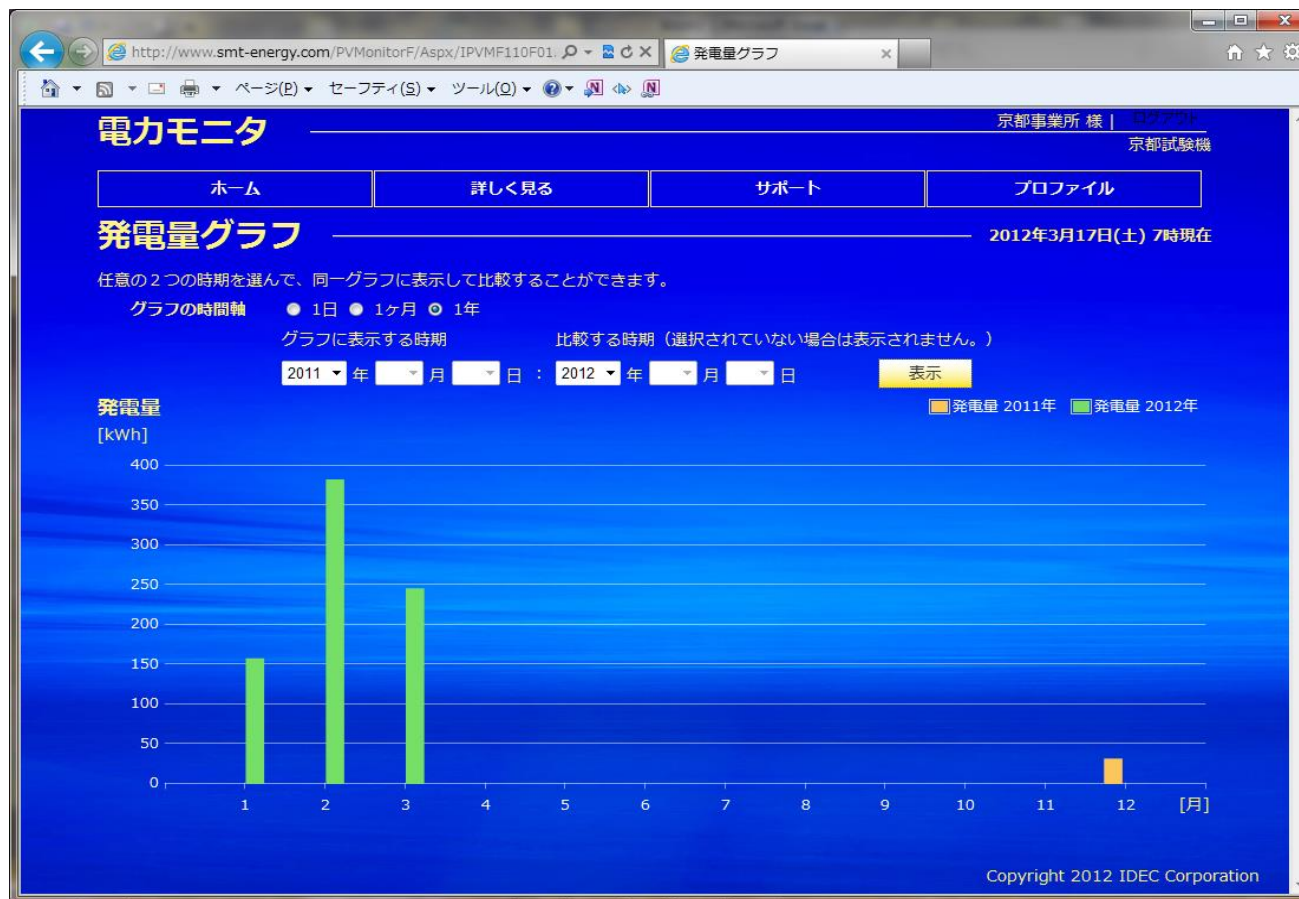 http://www.smt-energy.com/PVMonitorF/Aspx/IPVMF110F01.
発電量グラフ
ページ(P) セーフティ(S) ツール(O)
電力モニタ
京都事業所 様 | ログアウト
京都試験機
ホーム 詳しく見る サポート プロファイル
発電量グラフ
2012年3月17日(土) 7時現在
任意の2つの時期を選んで、同一グラフに表示して比較することができます。
グラフの時間軸 1日 1ヶ月 1年
グラフに表示する時期 比較する時期(選択されていない場合は表示されません。)
2011 年 月 日 : 2012 年 月 日 表示
発電量
発電量 2011年 発電量 2012年
[kWh]
400
350
300
250
200
150
100
50
0
1 2 3 4 5 6 7 8 9 10 11 12 [月]
Copyright 2012 IDEC Corporation